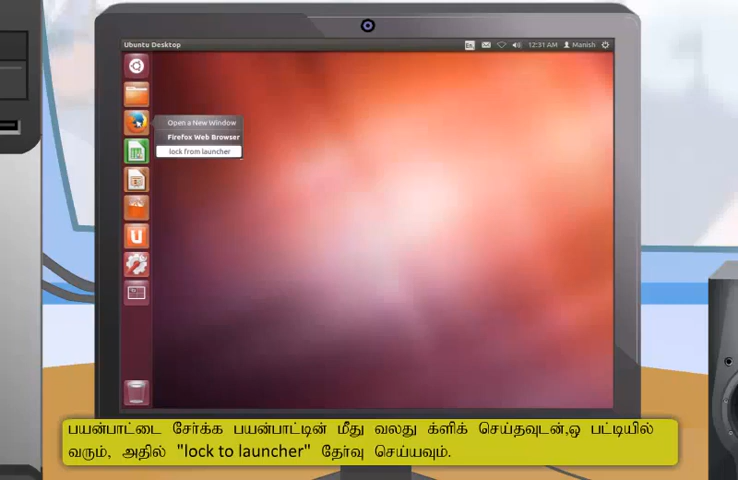 Ubuntu Desktop
En
12:31 AM
Manish
Open a New Window
Firefox Web Browser
lock from launcher
பயன்பாட்டை சேர்க்க பயன்பாட்டின் மீது வலது க்ளிக் செய்தவுடன்,ஒ பட்டியில்
வரும், அதில் "lock to launcher" தேர்வு செய்யவும்.